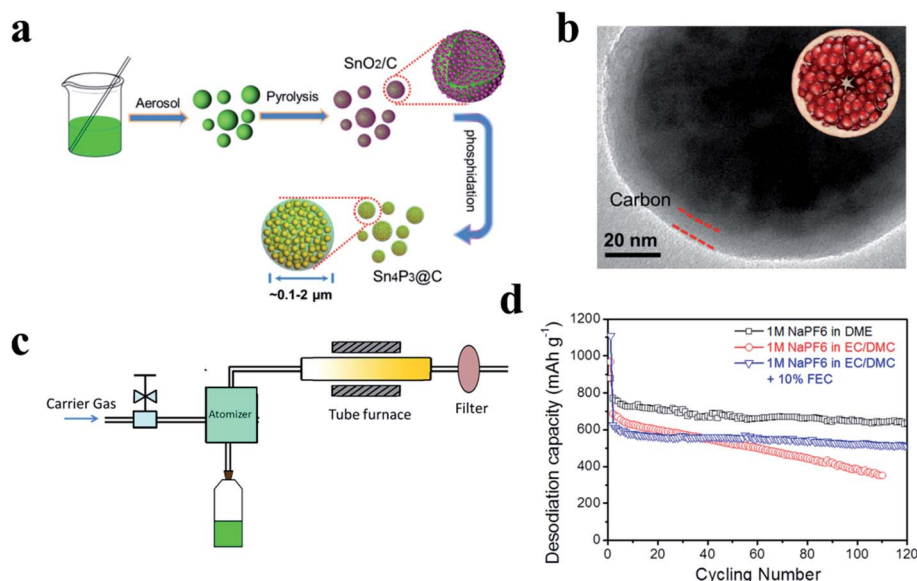 a
Aerosol
Pyrolysis
SnO2/C
phosphidation
Sn4P3@C
~0.1-2 μm
b
Carbon
20 nm
c
Carrier Gas
Atomizer
Tube furnace
Filter
d
Desodiation capacity (mAh g-1)
1200
1000
800
600
400
200
0
1M NaPF6 in DME
1M NaPF6 in EC/DMC
1M NaPF6 in EC/DMC
+ 10% FEC
0 20 40 60 80 100 120
Cycling Number